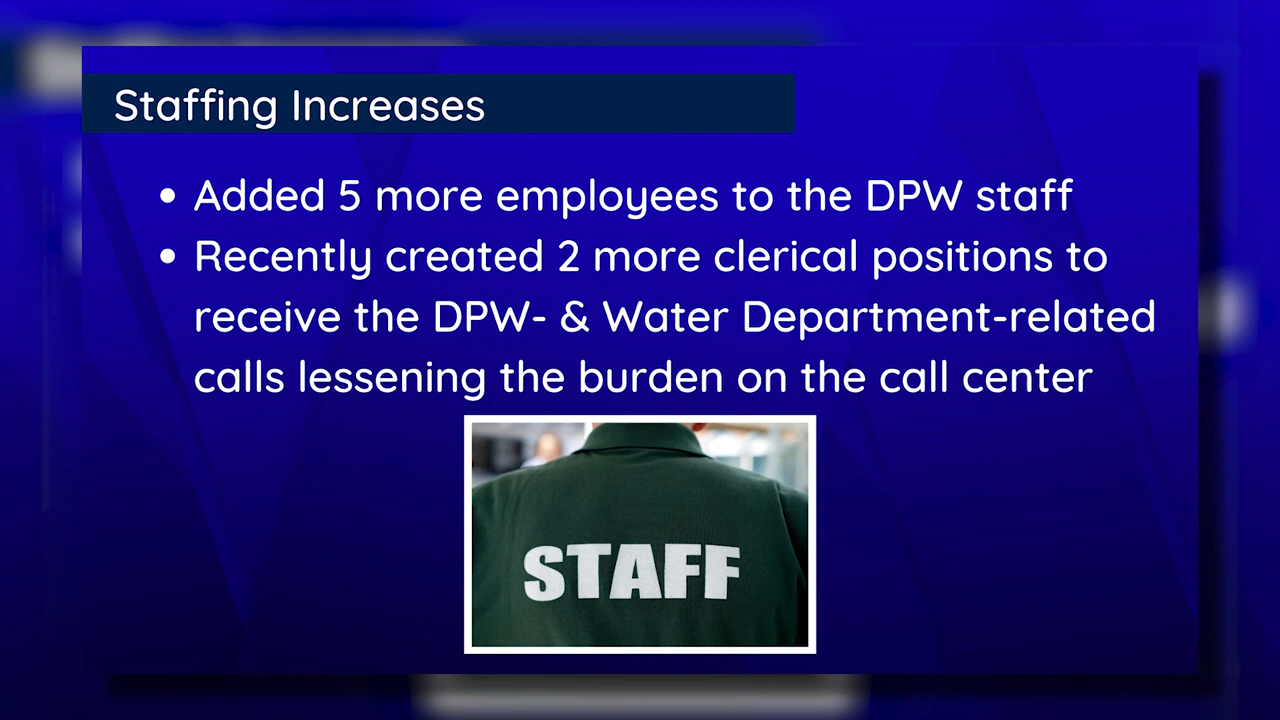 Staffing Increases
• Added 5 more employees to the DPW staff
• Recently created 2 more clerical positions to
receive the DPW- & Water Department-related
calls lessening the burden on the call center
STAFF